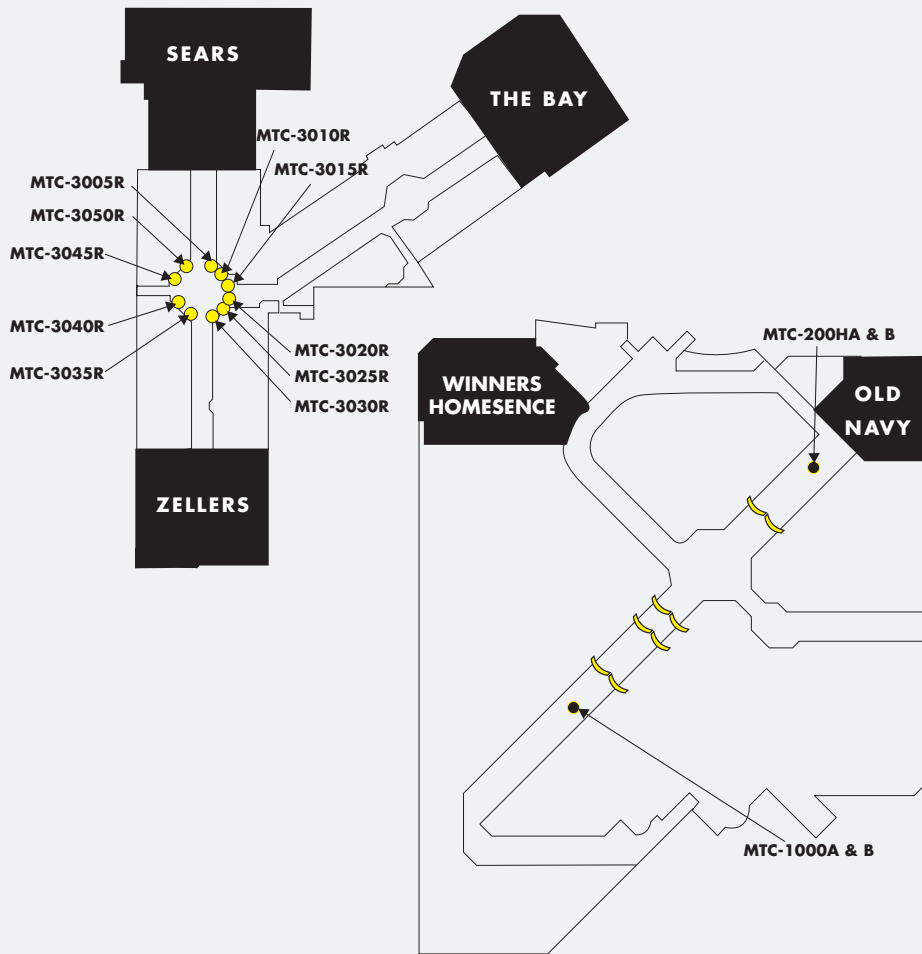 SEARS
THE BAY
MTC-3010R
MTC-3015R
MTC-3005R
MTC-3050R
MTC-3045R
MTC-3040R
MTC-3035R
MTC-3020R
MTC-3025R
MTC-3030R
ZELLERS
MTC-200HA & B
WINNERS
HOMESENCE
OLD
NAVY
MTC-1000A & B